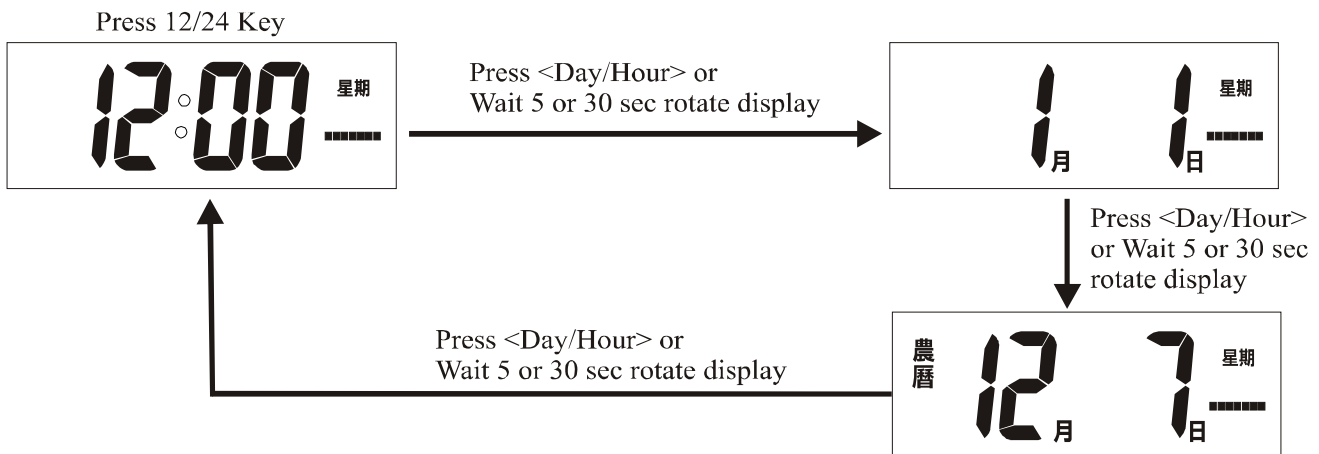 Press 12/24 Key
12:00
星期
Press <Day/Hour> or
Wait 5 or 30 sec rotate display
1月 1日
星期
Press <Day/Hour>
or Wait 5 or 30 sec
rotate display
農曆
12月 7日
星期
Press <Day/Hour> or
Wait 5 or 30 sec rotate display